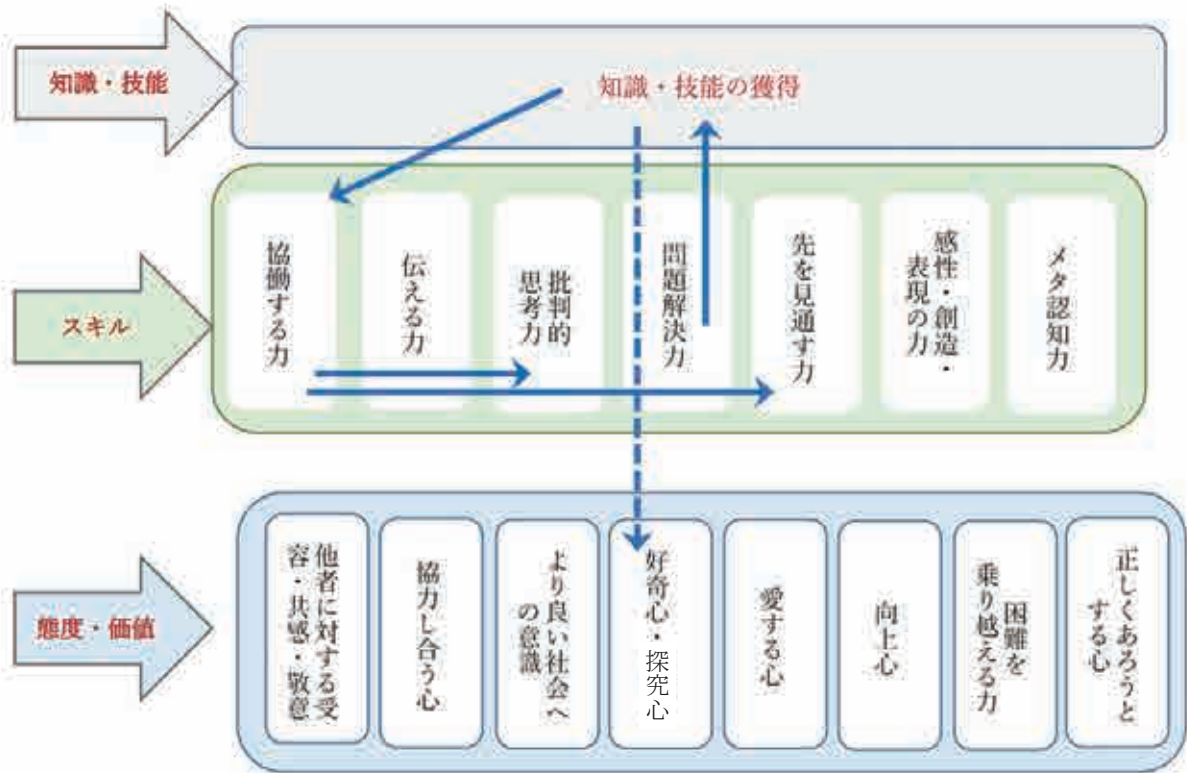 知識・技能
知識・技能の獲得
スキル
協働する力
伝える力
批判的
思考力
問題解決力
先を見通す力
感性・創造・
表現の力
メタ認知力
態度・価値
他者に対する受
容・共感・敬意
協力し合う心
より良い社会へ
の意識
好奇心・探究心
愛する心
向上心
困難を
乗り越える力
正しくあろうと
する心